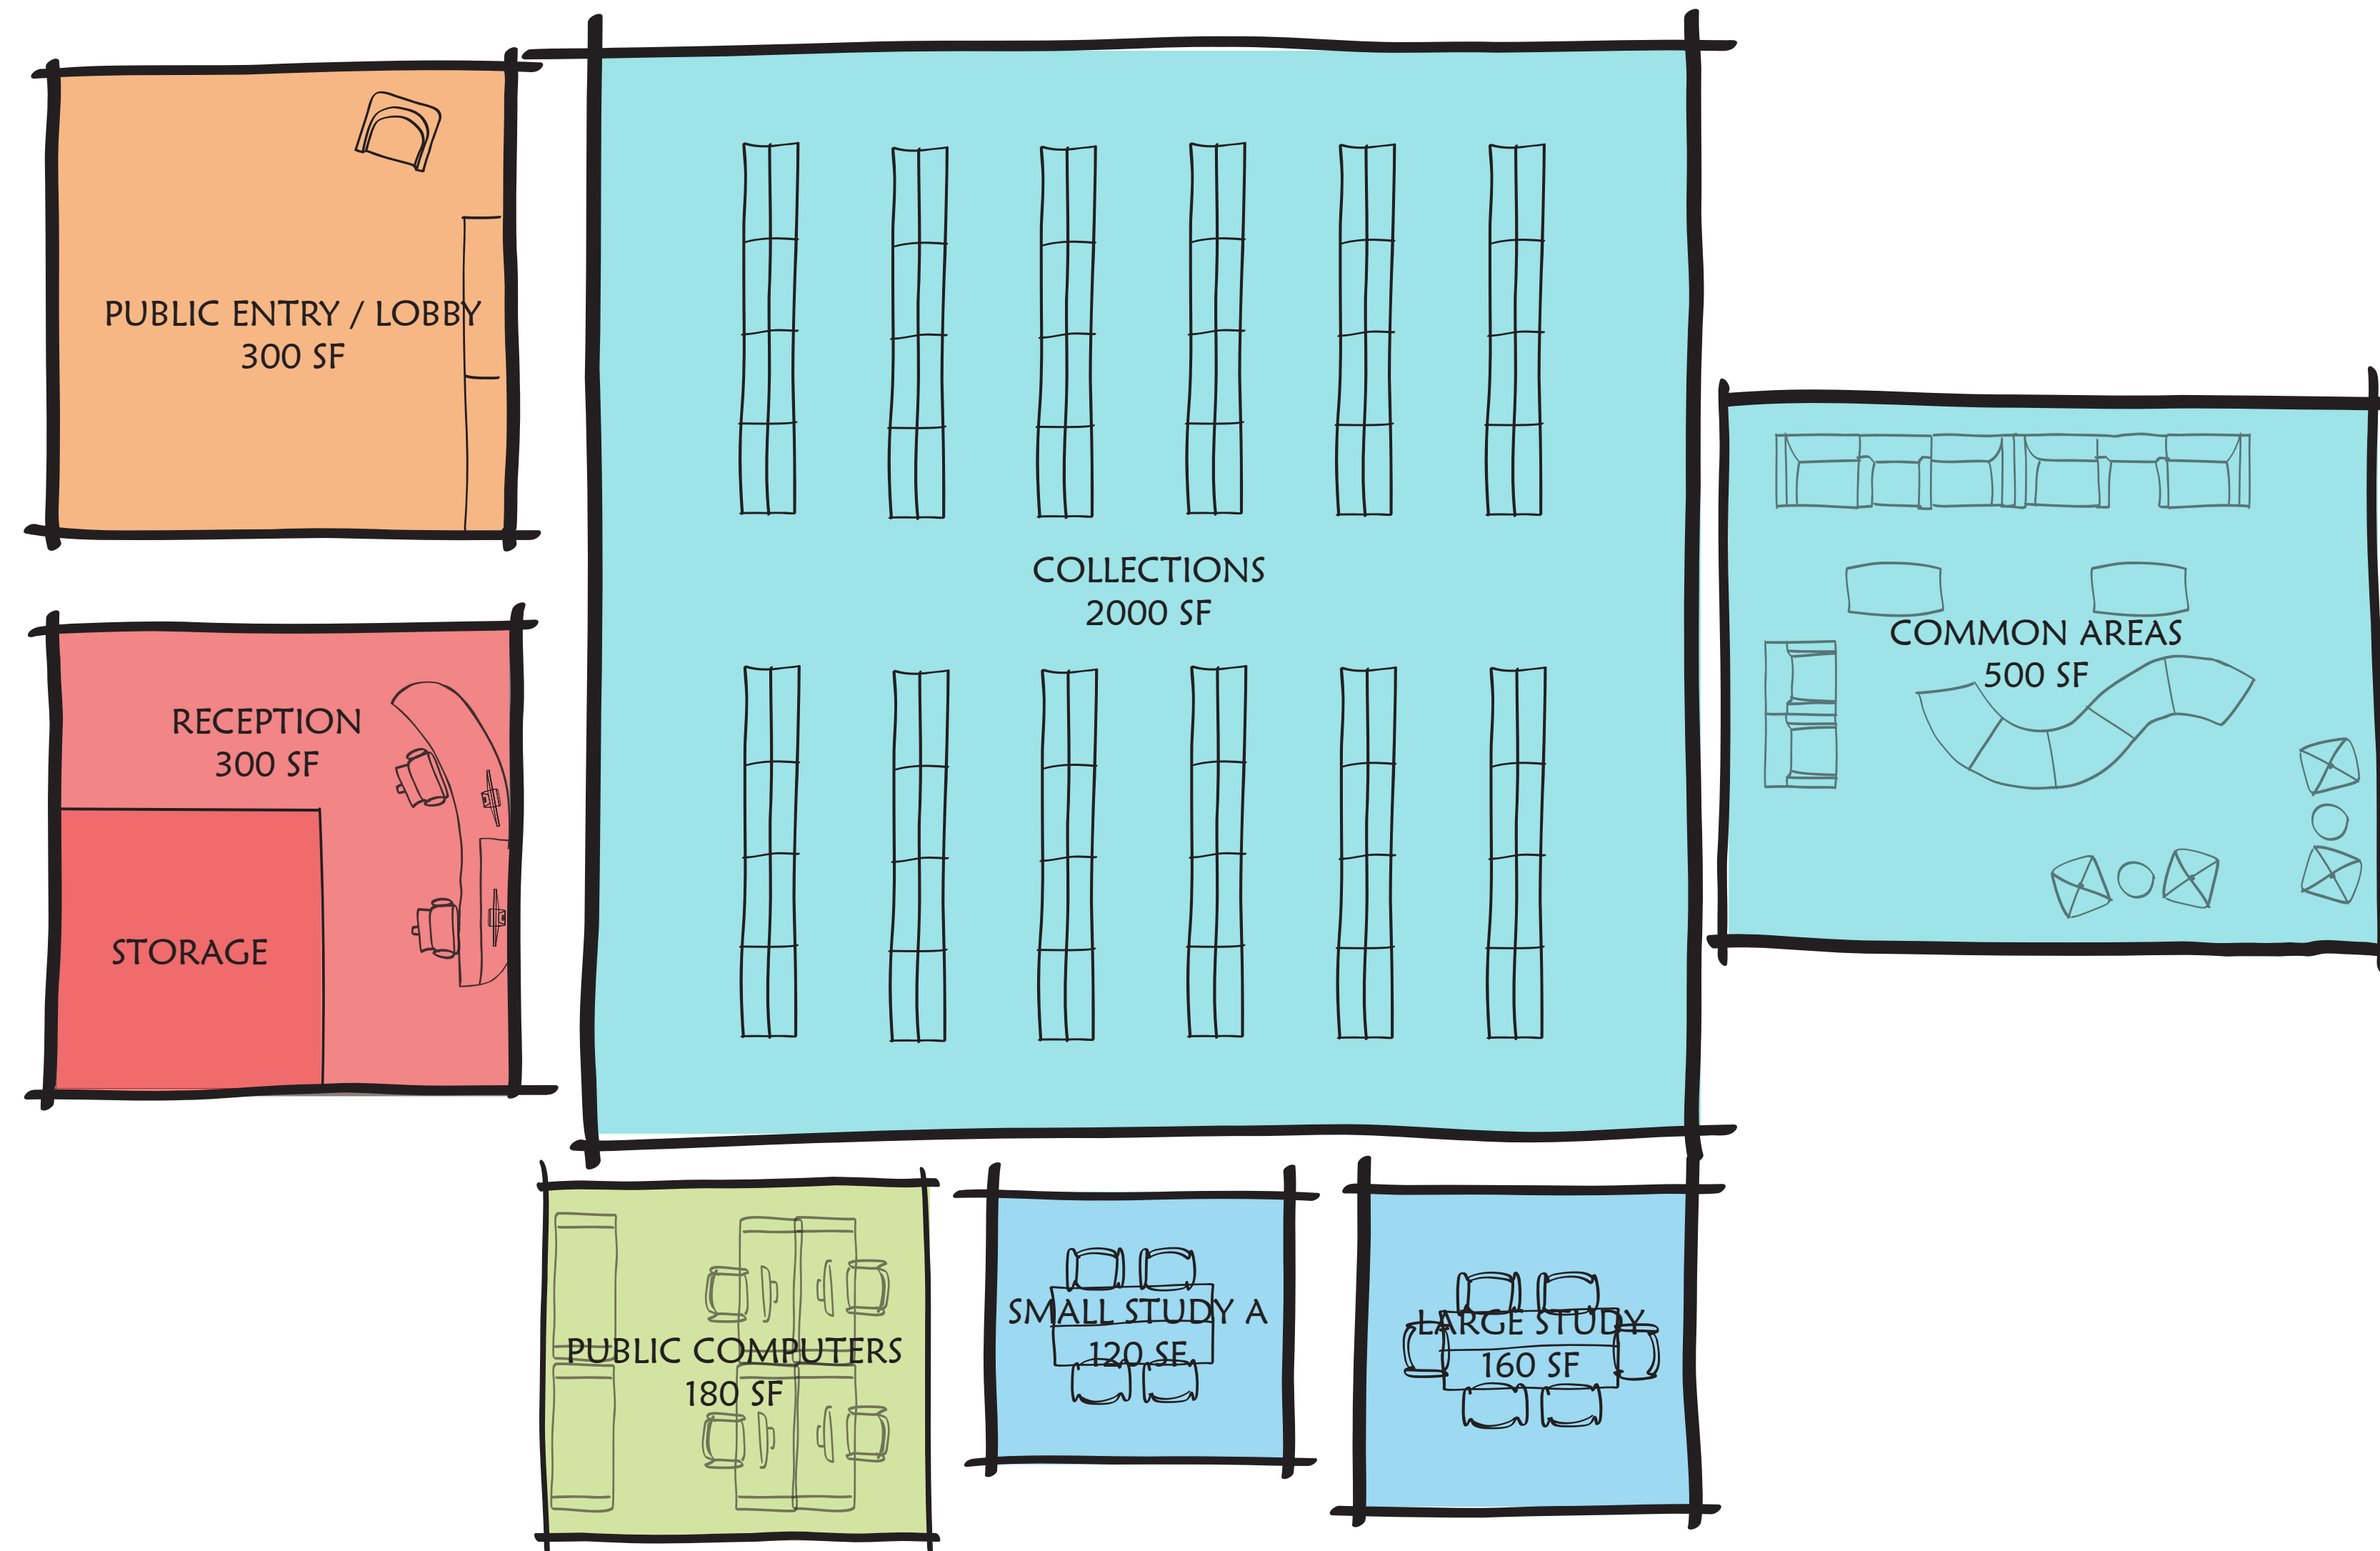 PUBLIC ENTRY / LOBBY
300 SF
COLLECTIONS
2000 SF
COMMON AREAS
500 SF
RECEPTION
300 SF
STORAGE
PUBLIC COMPUTERS
180 SF
SMALL STUDY A
120 SF
LARGE STUDY
160 SF